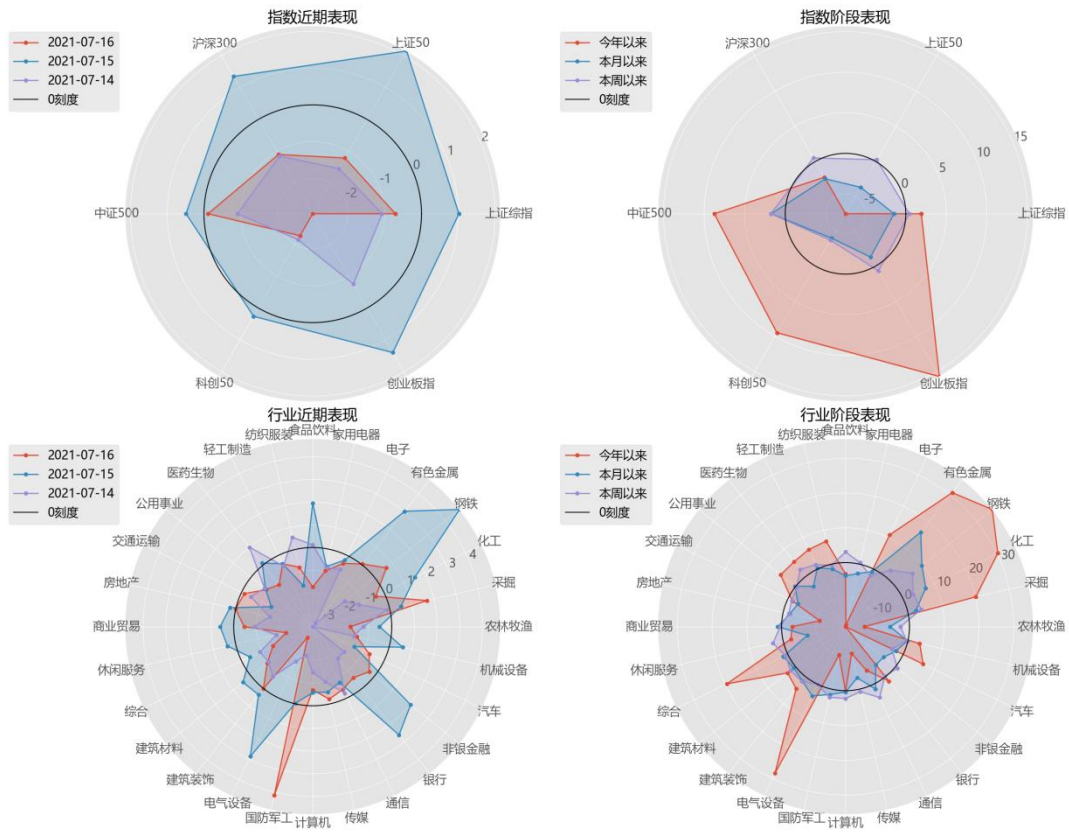 指数近期表现
2021-07-16
2021-07-15
2021-07-14
0刻度
沪深300
上证50
中证500
上证综指
科创50
创业板指
-2
-1
0
1
2
指数阶段表现
今年以来
本月以来
本周以来
0刻度
沪深300
上证50
中证500
上证综指
科创50
创业板指
-5
0
5
10
15
行业近期表现
2021-07-16
2021-07-15
2021-07-14
0刻度
食品饮料
纺织服装
家用电器
轻工制造
电子
医药生物
有色金属
公用事业
钢铁
交通运输
化工
房地产
采掘
商业贸易
农林牧渔
休闲服务
机械设备
综合
汽车
建筑材料
非银金融
建筑装饰
银行
电气设备
通信
国防军工
计算机
传媒
-3
-2
-1
0
1
2
3
4
行业阶段表现
今年以来
本月以来
本周以来
0刻度
食品饮料
纺织服装
家用电器
轻工制造
电子
医药生物
有色金属
公用事业
钢铁
交通运输
化工
房地产
采掘
商业贸易
农林牧渔
休闲服务
机械设备
综合
汽车
建筑材料
非银金融
建筑装饰
银行
电气设备
通信
国防军工
计算机
传媒
-10
0
10
20
30